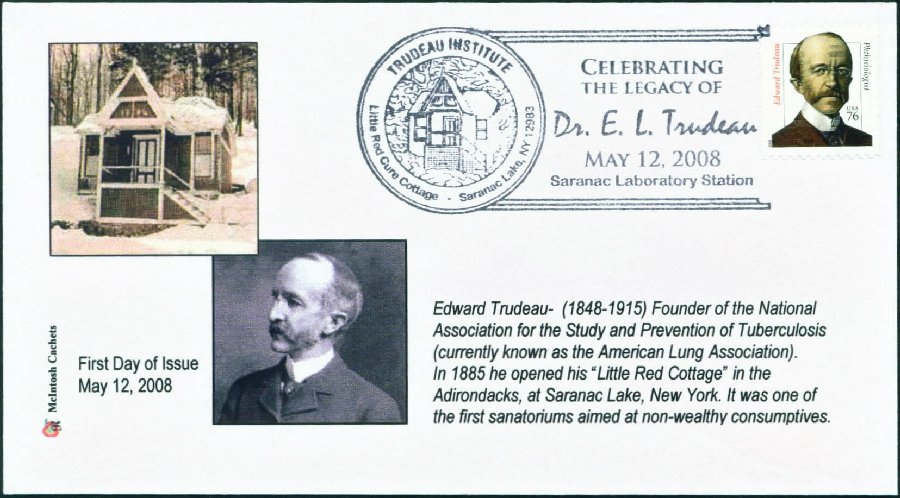 TRUDEAU INSTITUTE
Little Red Cure Cottage - Saranac Lake, NY 12983
CELEBRATING
THE LEGACY OF
Dr. E. L. Trudeau
MAY 12, 2008
Saranac Laboratory Station
Edward Trudeau
Phthisiologist
USA
76
McIntosh Cachets
First Day of Issue
May 12, 2008
Edward Trudeau- (1848-1915) Founder of the National
Association for the Study and Prevention of Tuberculosis
(currently known as the American Lung Association).
In 1885 he opened his “Little Red Cottage” in the
Adirondacks, at Saranac Lake, New York. It was one of
the first sanatoriums aimed at non-wealthy consumptives.